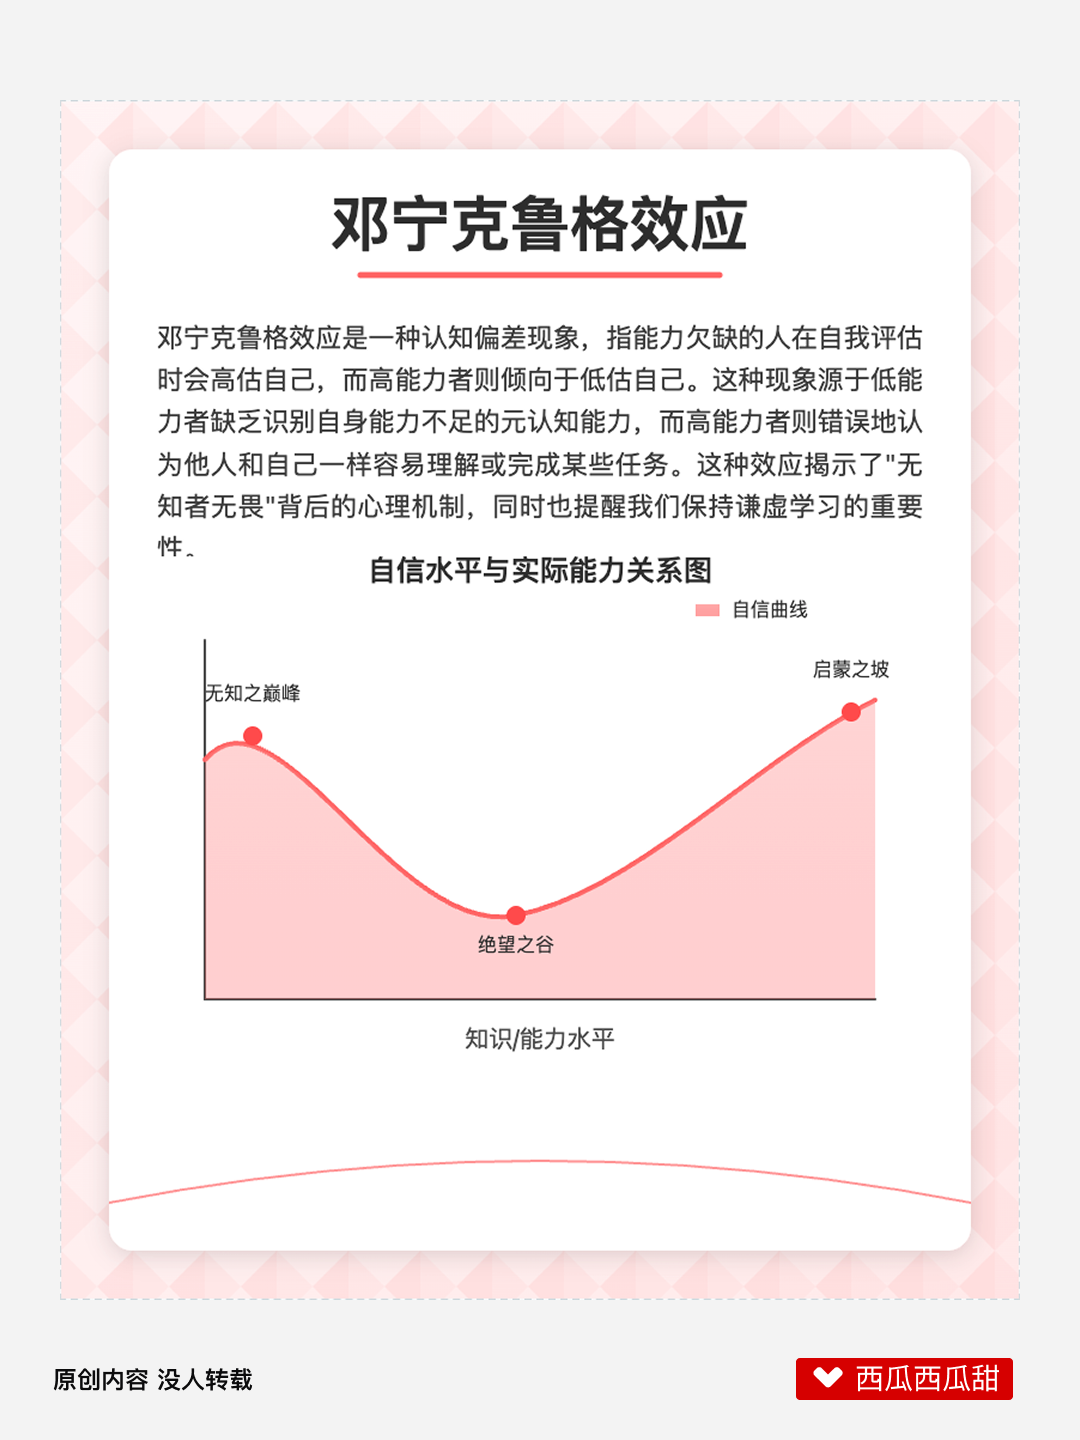 邓宁克鲁格效应
邓宁克鲁格效应是一种认知偏差现象，指能力欠缺的人在自我评估
时会高估自己，而高能力者则倾向于低估自己。这种现象源于低能
力者缺乏识别自身能力不足的元认知能力，而高能力者则错误地认
为他人和自己一样容易理解或完成某些任务。这种效应揭示了"无
知者无畏"背后的心理机制，同时也提醒我们保持谦虚学习的重要
性。
自信水平与实际能力关系图
自信曲线
启蒙之坡
无知之巅峰
绝望之谷
知识/能力水平
原创内容 没人转载
西瓜西瓜甜